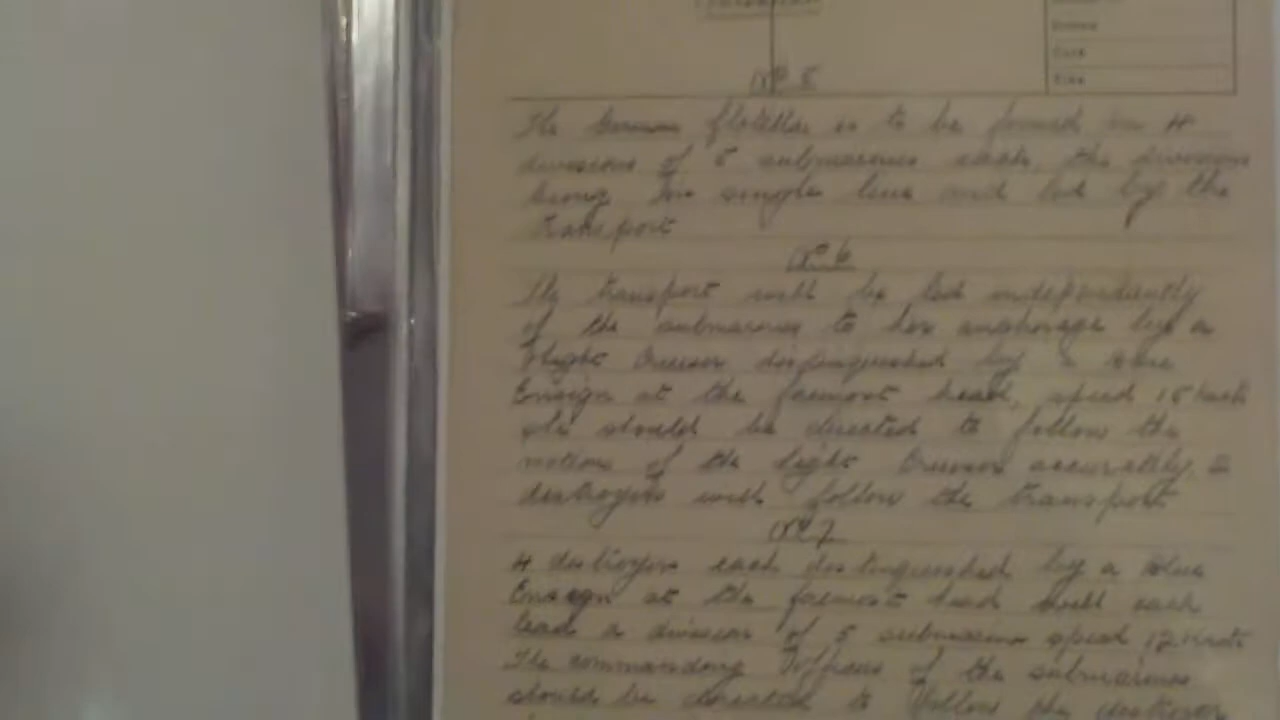 No 5
The German flotilla is to be formed in 4
divisions of 5 submarines each, the divisions
being in single line and led by the
transport
No 6
The transport will be led independently
of the submarines to her anchorage by a
light Cruiser distinguished by a blue
Ensign at the foremost head, speed 15 knots
she should be directed to follow the
motions of the light Cruiser accurately. 2
destroyers will follow the transport
No 7
4 destroyers each distinguished by a blue
Ensign at the foremost head will each
lead a division of 5 submarines speed 12 knots
The commanding Officers of the submarines
should be directed to follow the destroyers